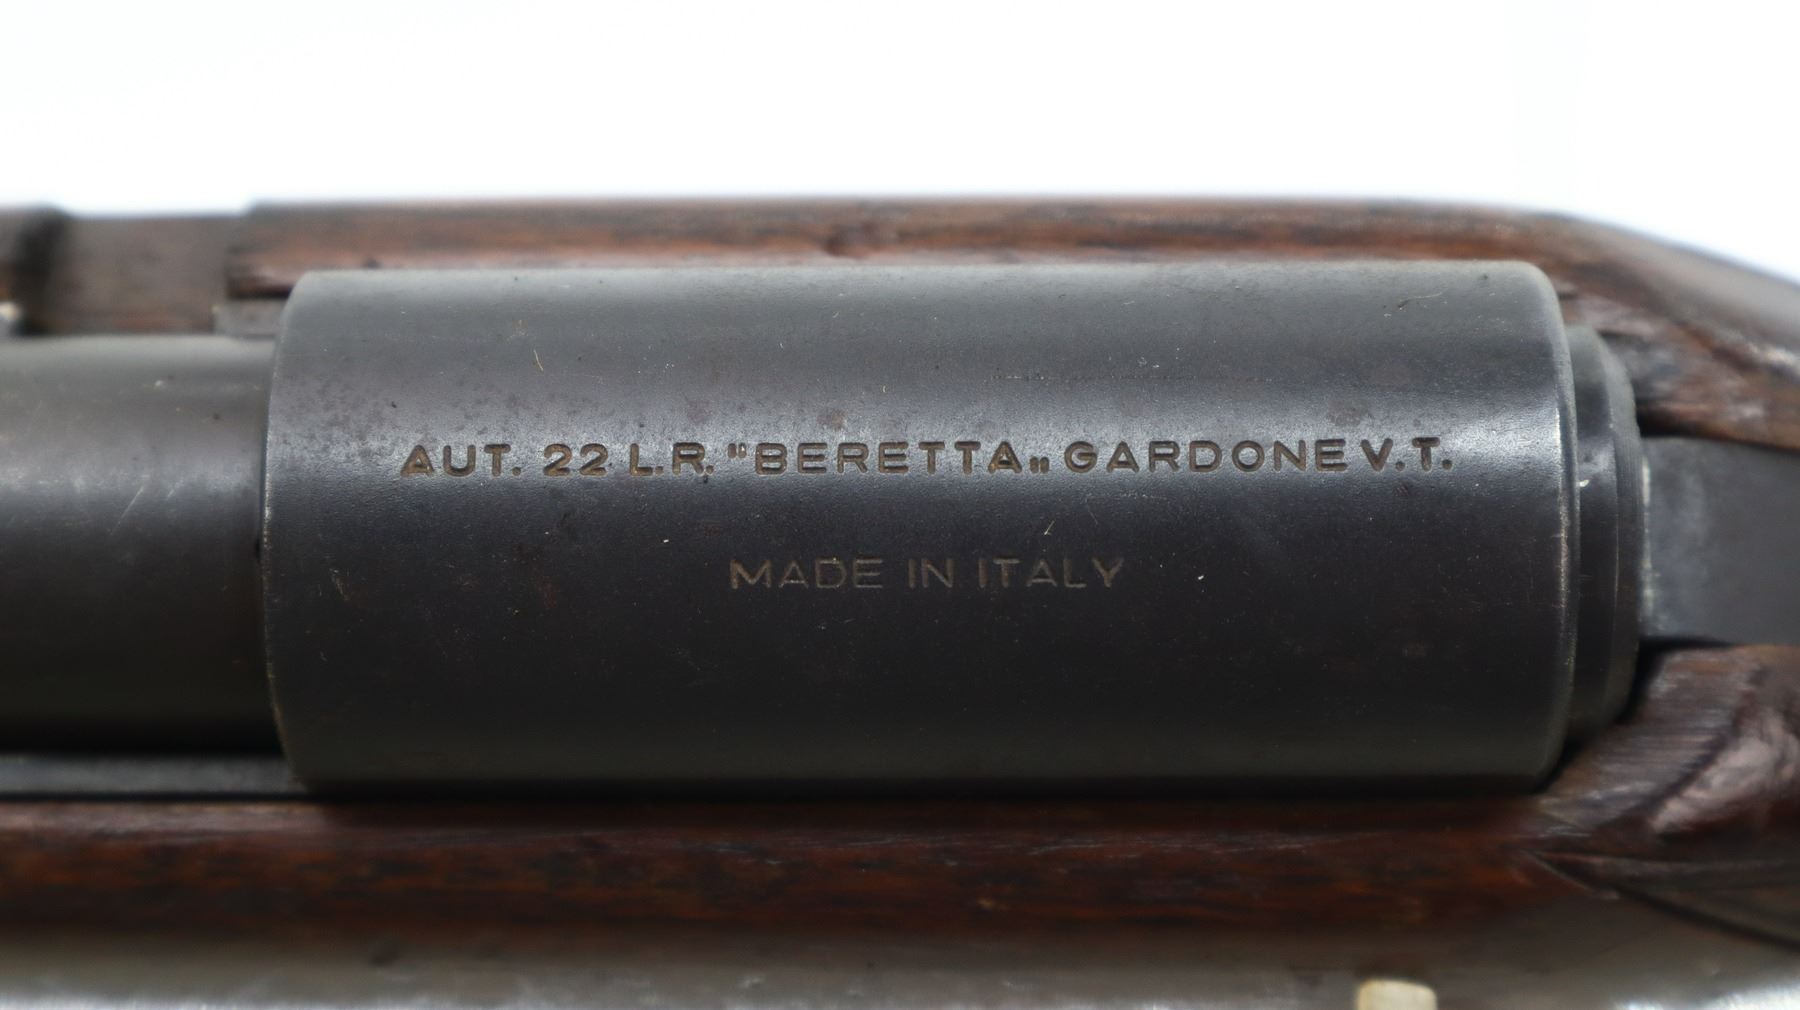 AUT. 22 L.R. "BERETTA„ GARDONE V.T.
MADE IN ITALY